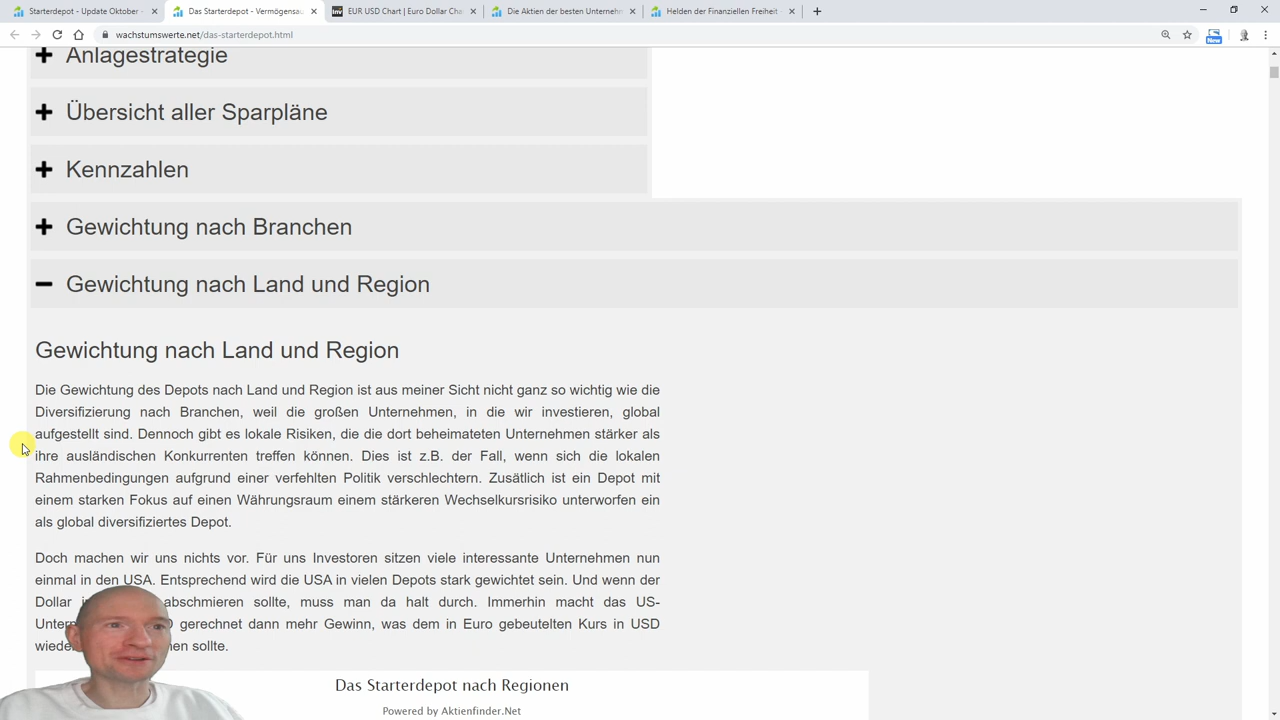 Starterdepot - Update Oktober
Das Starterdepot - Vermögensau
EUR USD Chart | Euro Dollar Cha
Die Aktien der besten Unternehm
Helden der Finanziellen Freiheit
wachstumswerte.net/das-starterdepot.html
New
Anlagestrategie
Übersicht aller Sparpläne
Kennzahlen
Gewichtung nach Branchen
Gewichtung nach Land und Region
Gewichtung nach Land und Region
Die Gewichtung des Depots nach Land und Region ist aus meiner Sicht nicht ganz so wichtig wie die
Diversifizierung nach Branchen, weil die großen Unternehmen, in die wir investieren, global
aufgestellt sind. Dennoch gibt es lokale Risiken, die die dort beheimateten Unternehmen stärker als
ihre ausländischen Konkurrenten treffen können. Dies ist z.B. der Fall, wenn sich die lokalen
Rahmenbedingungen aufgrund einer verfehlten Politik verschlechtern. Zusätlich ist ein Depot mit
einem starken Fokus auf einen Währungsraum einem stärkeren Wechselkursrisiko unterworfen ein
als global diversifiziertes Depot.
Doch machen wir uns nichts vor. Für uns Investoren sitzen viele interessante Unternehmen nun
einmal in den USA. Entsprechend wird die USA in vielen Depots stark gewichtet sein. Und wenn der
Dollar abschmieren sollte, muss man da halt durch. Immerhin macht das US-
gerechnet dann mehr Gewinn, was dem in Euro gebeutelten Kurs in USD
sollte.
Das Starterdepot nach Regionen
Powered by Aktienfinder.Net